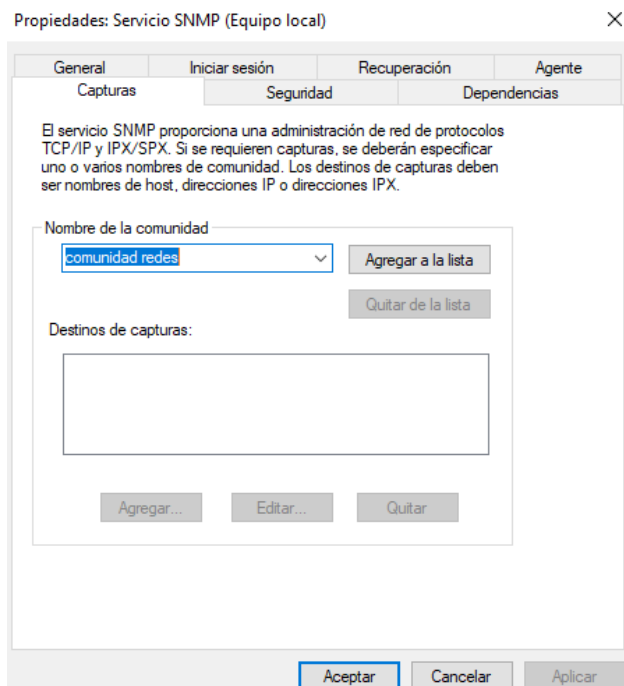 Propiedades: Servicio SNMP (Equipo local)
General Iniciar sesión Recuperación Agente
Capturas Seguridad Dependencias
El servicio SNMP proporciona una administración de red de protocolos
TCP/IP y IPX/SPX. Si se requieren capturas, se deberán especificar
uno o varios nombres de comunidad. Los destinos de capturas deben
ser nombres de host, direcciones IP o direcciones IPX.
Nombre de la comunidad
comunidad redes Agregar a la lista
Quitar de la lista
Destinos de capturas:
Agregar... Editar... Quitar
Aceptar Cancelar Aplicar